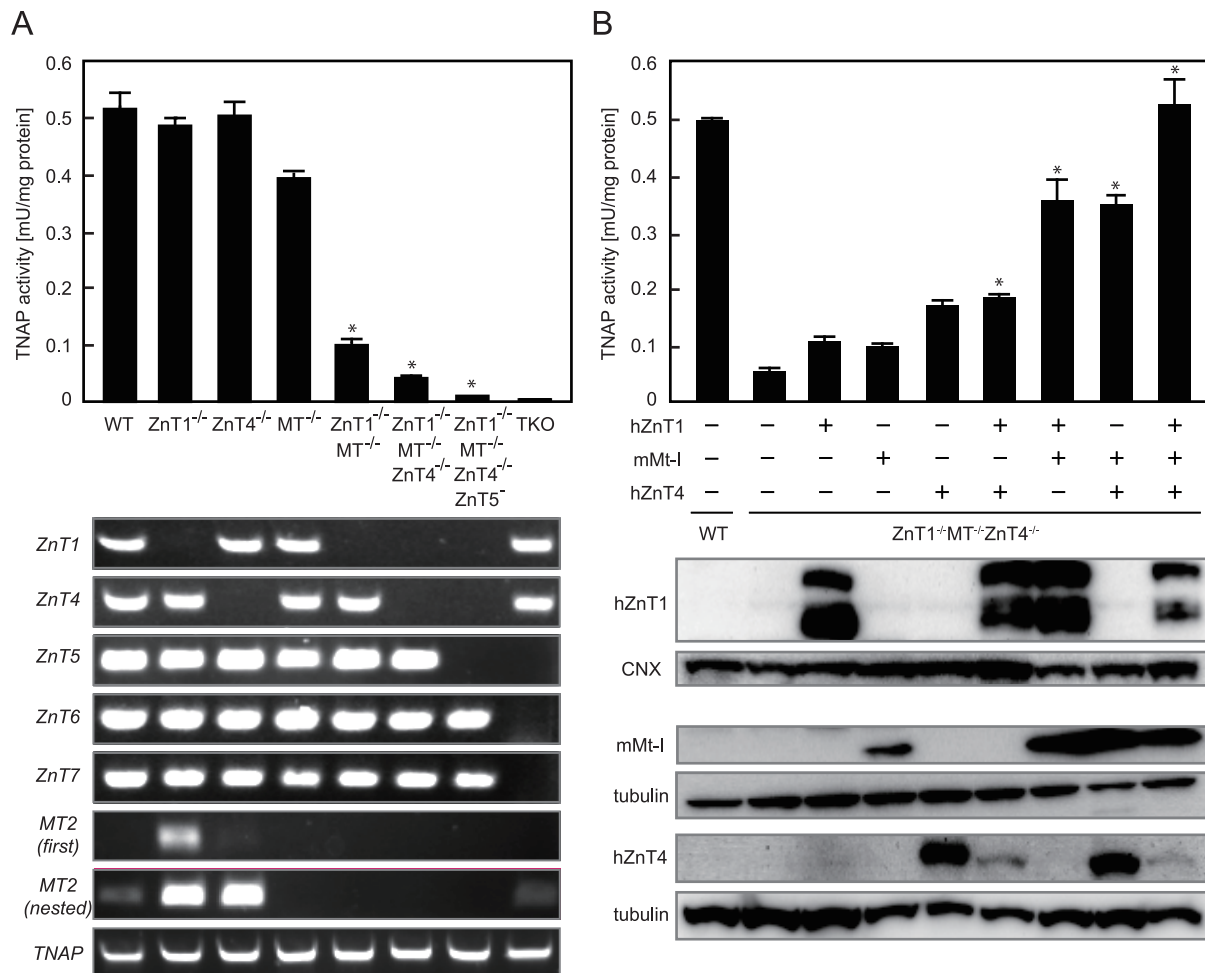 A
TNAP activity [mU/mg protein]
0.6
0.5
0.4
0.3
0.2
0.1
0
*
*
*
WT ZnT1-/- ZnT4-/- MT-/- ZnT1-/- ZnT1-/- ZnT1-/- TKO
MT-/- MT-/- MT-/-
ZnT4-/- ZnT4-/-
ZnT5-
ZnT1
ZnT4
ZnT5
ZnT6
ZnT7
MT2
(first)
MT2
(nested)
TNAP
B
TNAP activity [mU/mg protein]
0.6
0.5
0.4
0.3
0.2
0.1
0
*
*
*
*
hZnT1 − − + − − + + − +
mMt-I − − − + − − + + +
hZnT4 − − − − + + − + +
WT ZnT1-/-MT-/-ZnT4-/-
hZnT1
CNX
mMt-I
tubulin
hZnT4
tubulin